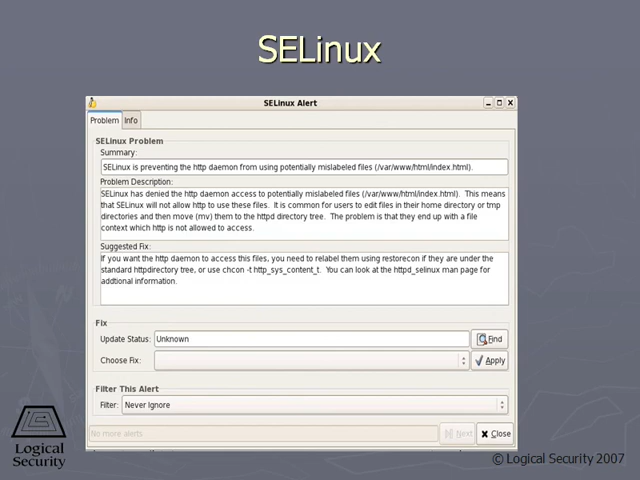 SELinux
SELinux Alert
Problem Info
SELinux Problem
Summary:
SELinux is preventing the http daemon from using potentially mislabeled files (/var/www/html/index.html).
Problem Description:
SELinux has denied the http daemon access to potentially mislabeled files (/var/www/html/index.html). This means
that SELinux will not allow http to use these files. It is common for users to edit files in their home directory or tmp
directories and then move (mv) them to the httpd directory tree. The problem is that they end up with a file
context which http is not allowed to access.
Suggested Fix:
If you want the http daemon to access this files, you need to relabel them using restorecon if they are under the
standard httpdirectory tree, or use chcon -t http_sys_content_t. You can look at the httpd_selinux man page for
addtional information.
Fix
Update Status: Unknown Find
Choose Fix: Apply
Filter This Alert
Filter: Never Ignore
No more alerts Next Close
Logical
Security
© Logical Security 2007